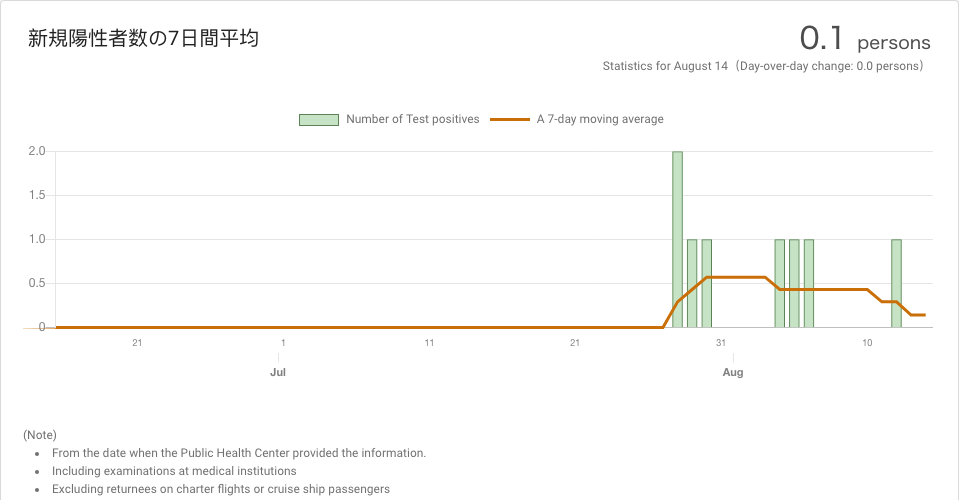 新規陽性者数の7日間平均
0.1 persons
Statistics for August 14（Day-over-day change: 0.0 persons）
Number of Test positives
A 7-day moving average
2.0
1.5
1.0
0.5
0
21 1 11 21 31 10
Jul Aug
(Note)
• From the date when the Public Health Center provided the information.
• Including examinations at medical institutions
• Excluding returnees on charter flights or cruise ship passengers